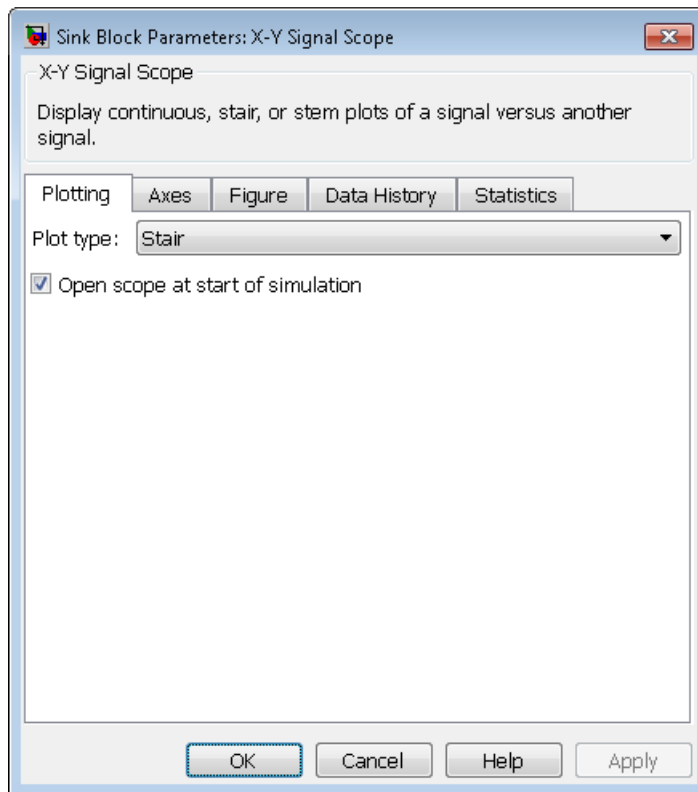 Sink Block Parameters: X-Y Signal Scope
X-Y Signal Scope
Display continuous, stair, or stem plots of a signal versus another
signal.
Plotting Axes Figure Data History Statistics
Plot type: Stair
Open scope at start of simulation
OK Cancel Help Apply